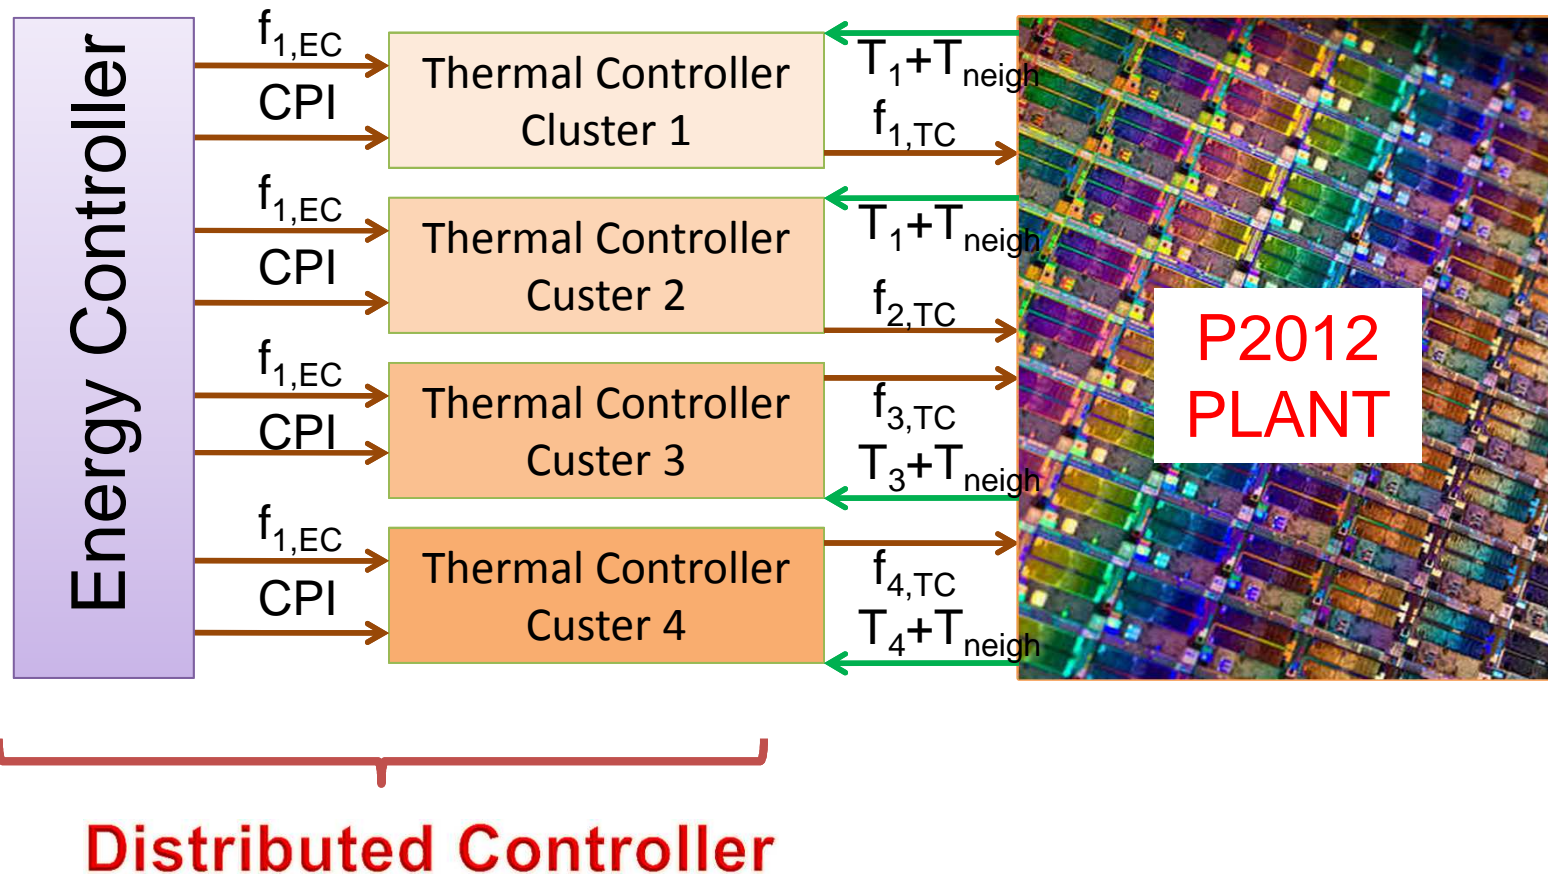 Energy Controller
f1,EC
CPI
Thermal Controller
Cluster 1
T1+Tneigh
f1,TC
f1,EC
CPI
Thermal Controller
Custer 2
T1+Tneigh
f2,TC
f1,EC
CPI
Thermal Controller
Custer 3
f3,TC
T3+Tneigh
f1,EC
CPI
Thermal Controller
Custer 4
f4,TC
T4+Tneigh
P2012
PLANT
Distributed Controller